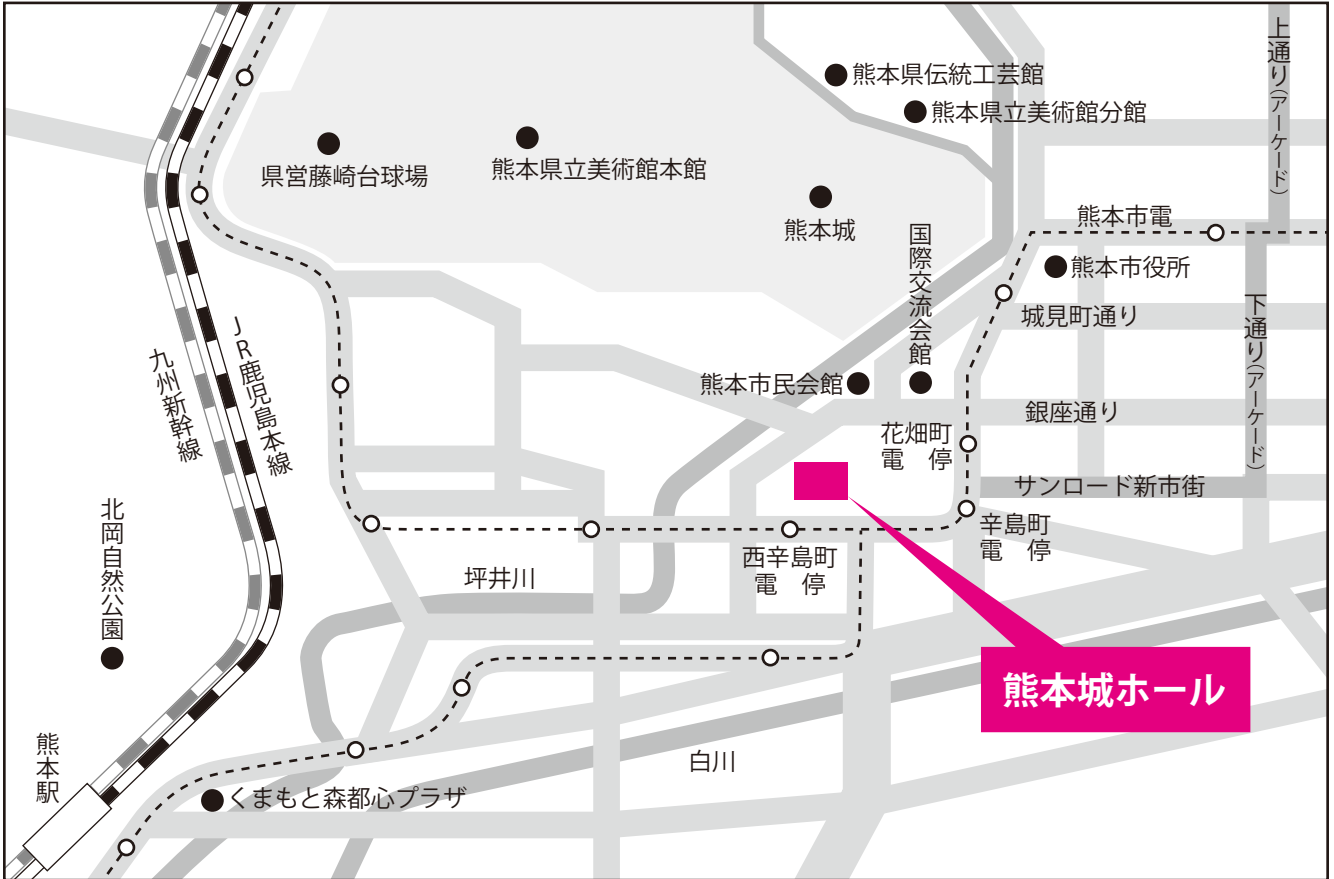 上通り(アーケード)
熊本県伝統工芸館
熊本県立美術館分館
県営藤崎台球場
熊本県立美術館本館
熊本城
国際交流会館
熊本市電
熊本市役所
城見町通り
下通り(アーケード)
JR鹿児島本線
九州新幹線
熊本市民会館
銀座通り
花畑町
電 停
サンロード新市街
北岡自然公園
辛島町
電 停
西辛島町
電 停
坪井川
熊本城ホール
熊本駅
白川
くまもと森都心プラザ